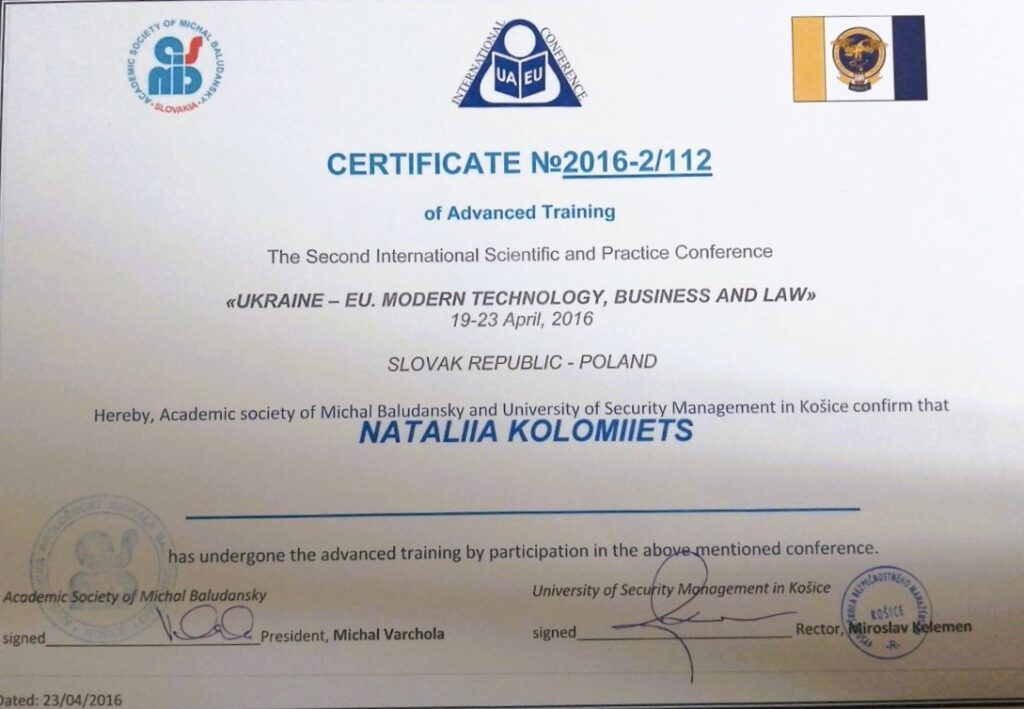 ACADEMIC SOCIETY OF MICHAL BALUDANSKY
• SLOVAKIA •
INTERNATIONAL CONFERENCE
UA EU
CERTIFICATE №2016-2/112
of Advanced Training
The Second International Scientific and Practice Conference
«UKRAINE – EU. MODERN TECHNOLOGY, BUSINESS AND LAW»
19-23 April, 2016
SLOVAK REPUBLIC - POLAND
Hereby, Academic society of Michal Baludansky and University of Security Management in Košice confirm that
NATALIIA KOLOMIIETS
has undergone the advanced training by participation in the above mentioned conference.
Academic Society of Michal Baludansky
signed President, Michal Varchola
University of Security Management in Košice
signed Rector, Miroslav Kelemen
KOŠICE
-R-
Dated: 23/04/2016